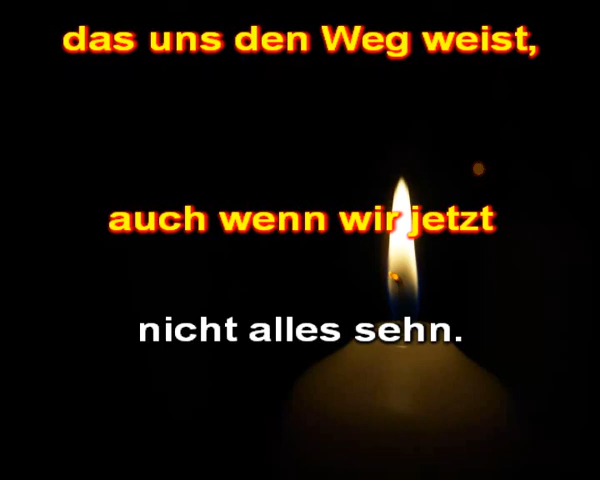 das uns den Weg weist,
auch wenn wir jetzt
nicht alles sehn.